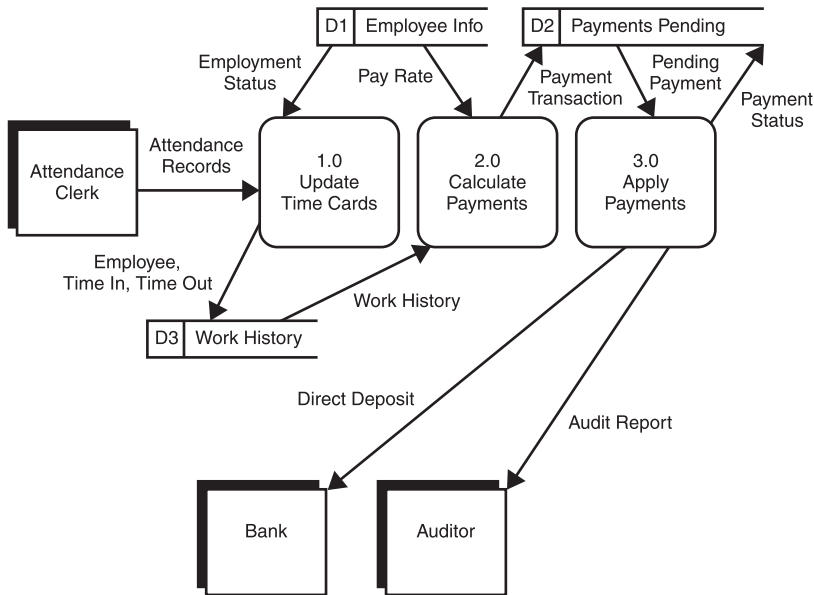 D1 Employee Info
D2 Payments Pending
Employment
Status
Pay Rate
Payment
Transaction
Pending
Payment
Payment
Status
Attendance
Clerk
Attendance
Records
1.0
Update
Time Cards
2.0
Calculate
Payments
3.0
Apply
Payments
Employee,
Time In, Time Out
Work History
D3 Work History
Direct Deposit
Audit Report
Bank
Auditor